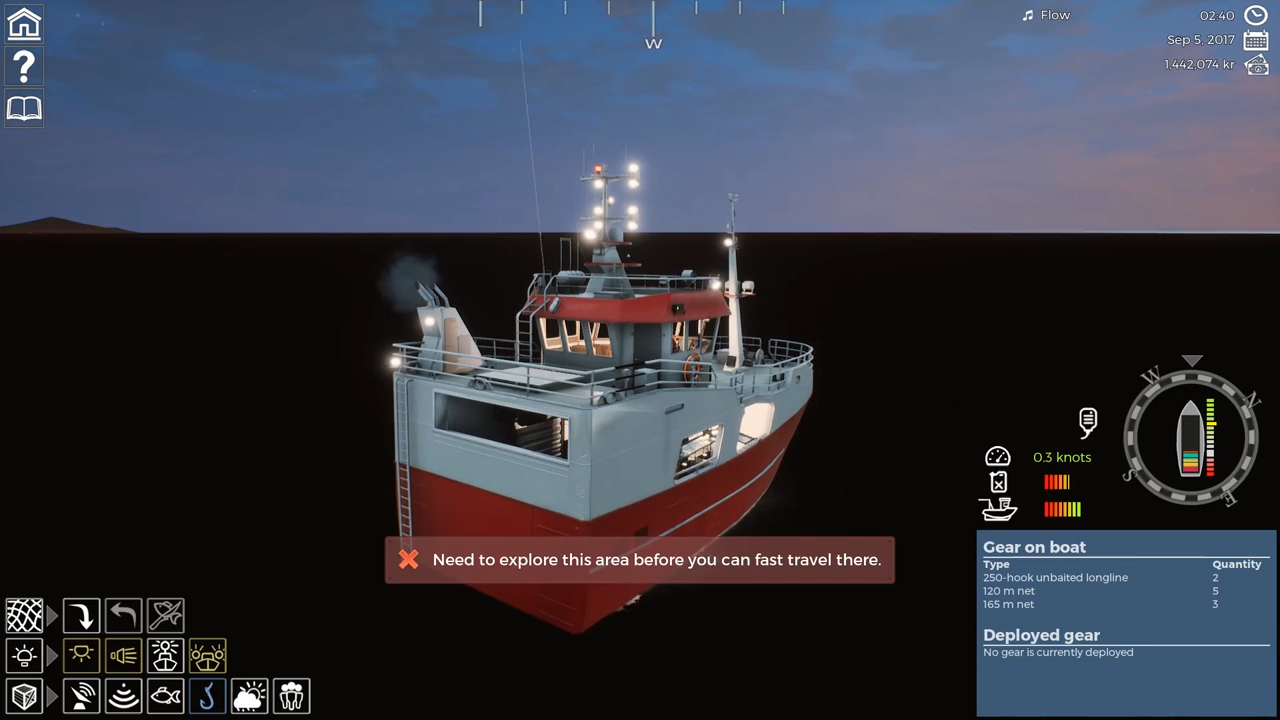 W
Flow
02:40
Sep 5, 2017
1,442,074 kr
W
N
S
E
0.3 knots
Need to explore this area before you can fast travel there.
Gear on boat
Type Quantity
250-hook unbaited longline 2
120 m net 5
165 m net 3
Deployed gear
No gear is currently deployed